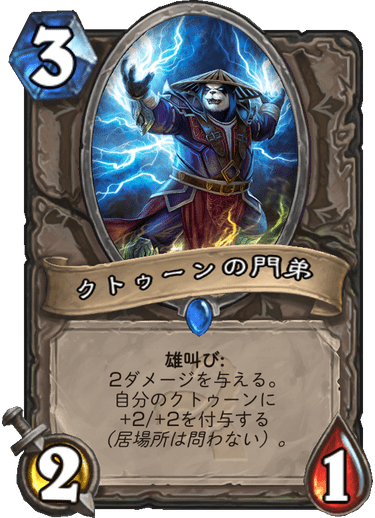 3
クトゥーンの門弟
雄叫び:
2ダメージを与える。
自分のクトゥーンに
+2/+2を付与する
(居場所は問わない)。
2
1